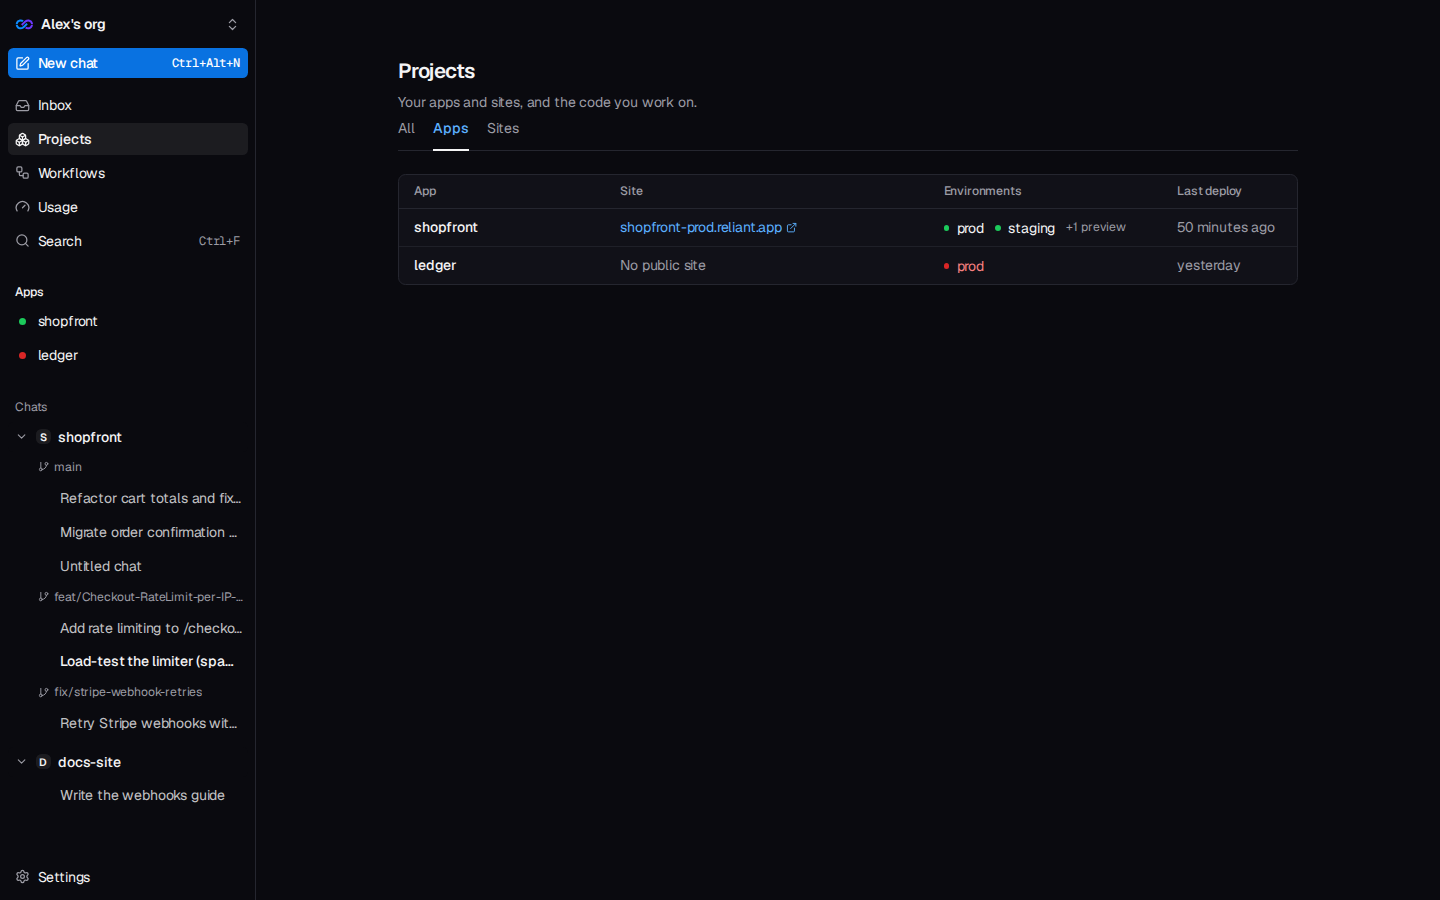 Alex's org
New chat Ctrl+Alt+N
Inbox
Projects
Workflows
Usage
Search Ctrl+F
Apps
shopfront
ledger
Chats
S shopfront
main
Refactor cart totals and fix...
Migrate order confirmation ...
Untitled chat
feat/Checkout-RateLimit-per-IP-...
Add rate limiting to /checko...
Load-test the limiter (spa...
fix/stripe-webhook-retries
Retry Stripe webhooks wit...
D docs-site
Write the webhooks guide
Settings
Projects
Your apps and sites, and the code you work on.
All Apps Sites
App Site Environments Last deploy
shopfront shopfront-prod.reliant.app prod staging +1 preview 50 minutes ago
ledger No public site prod yesterday